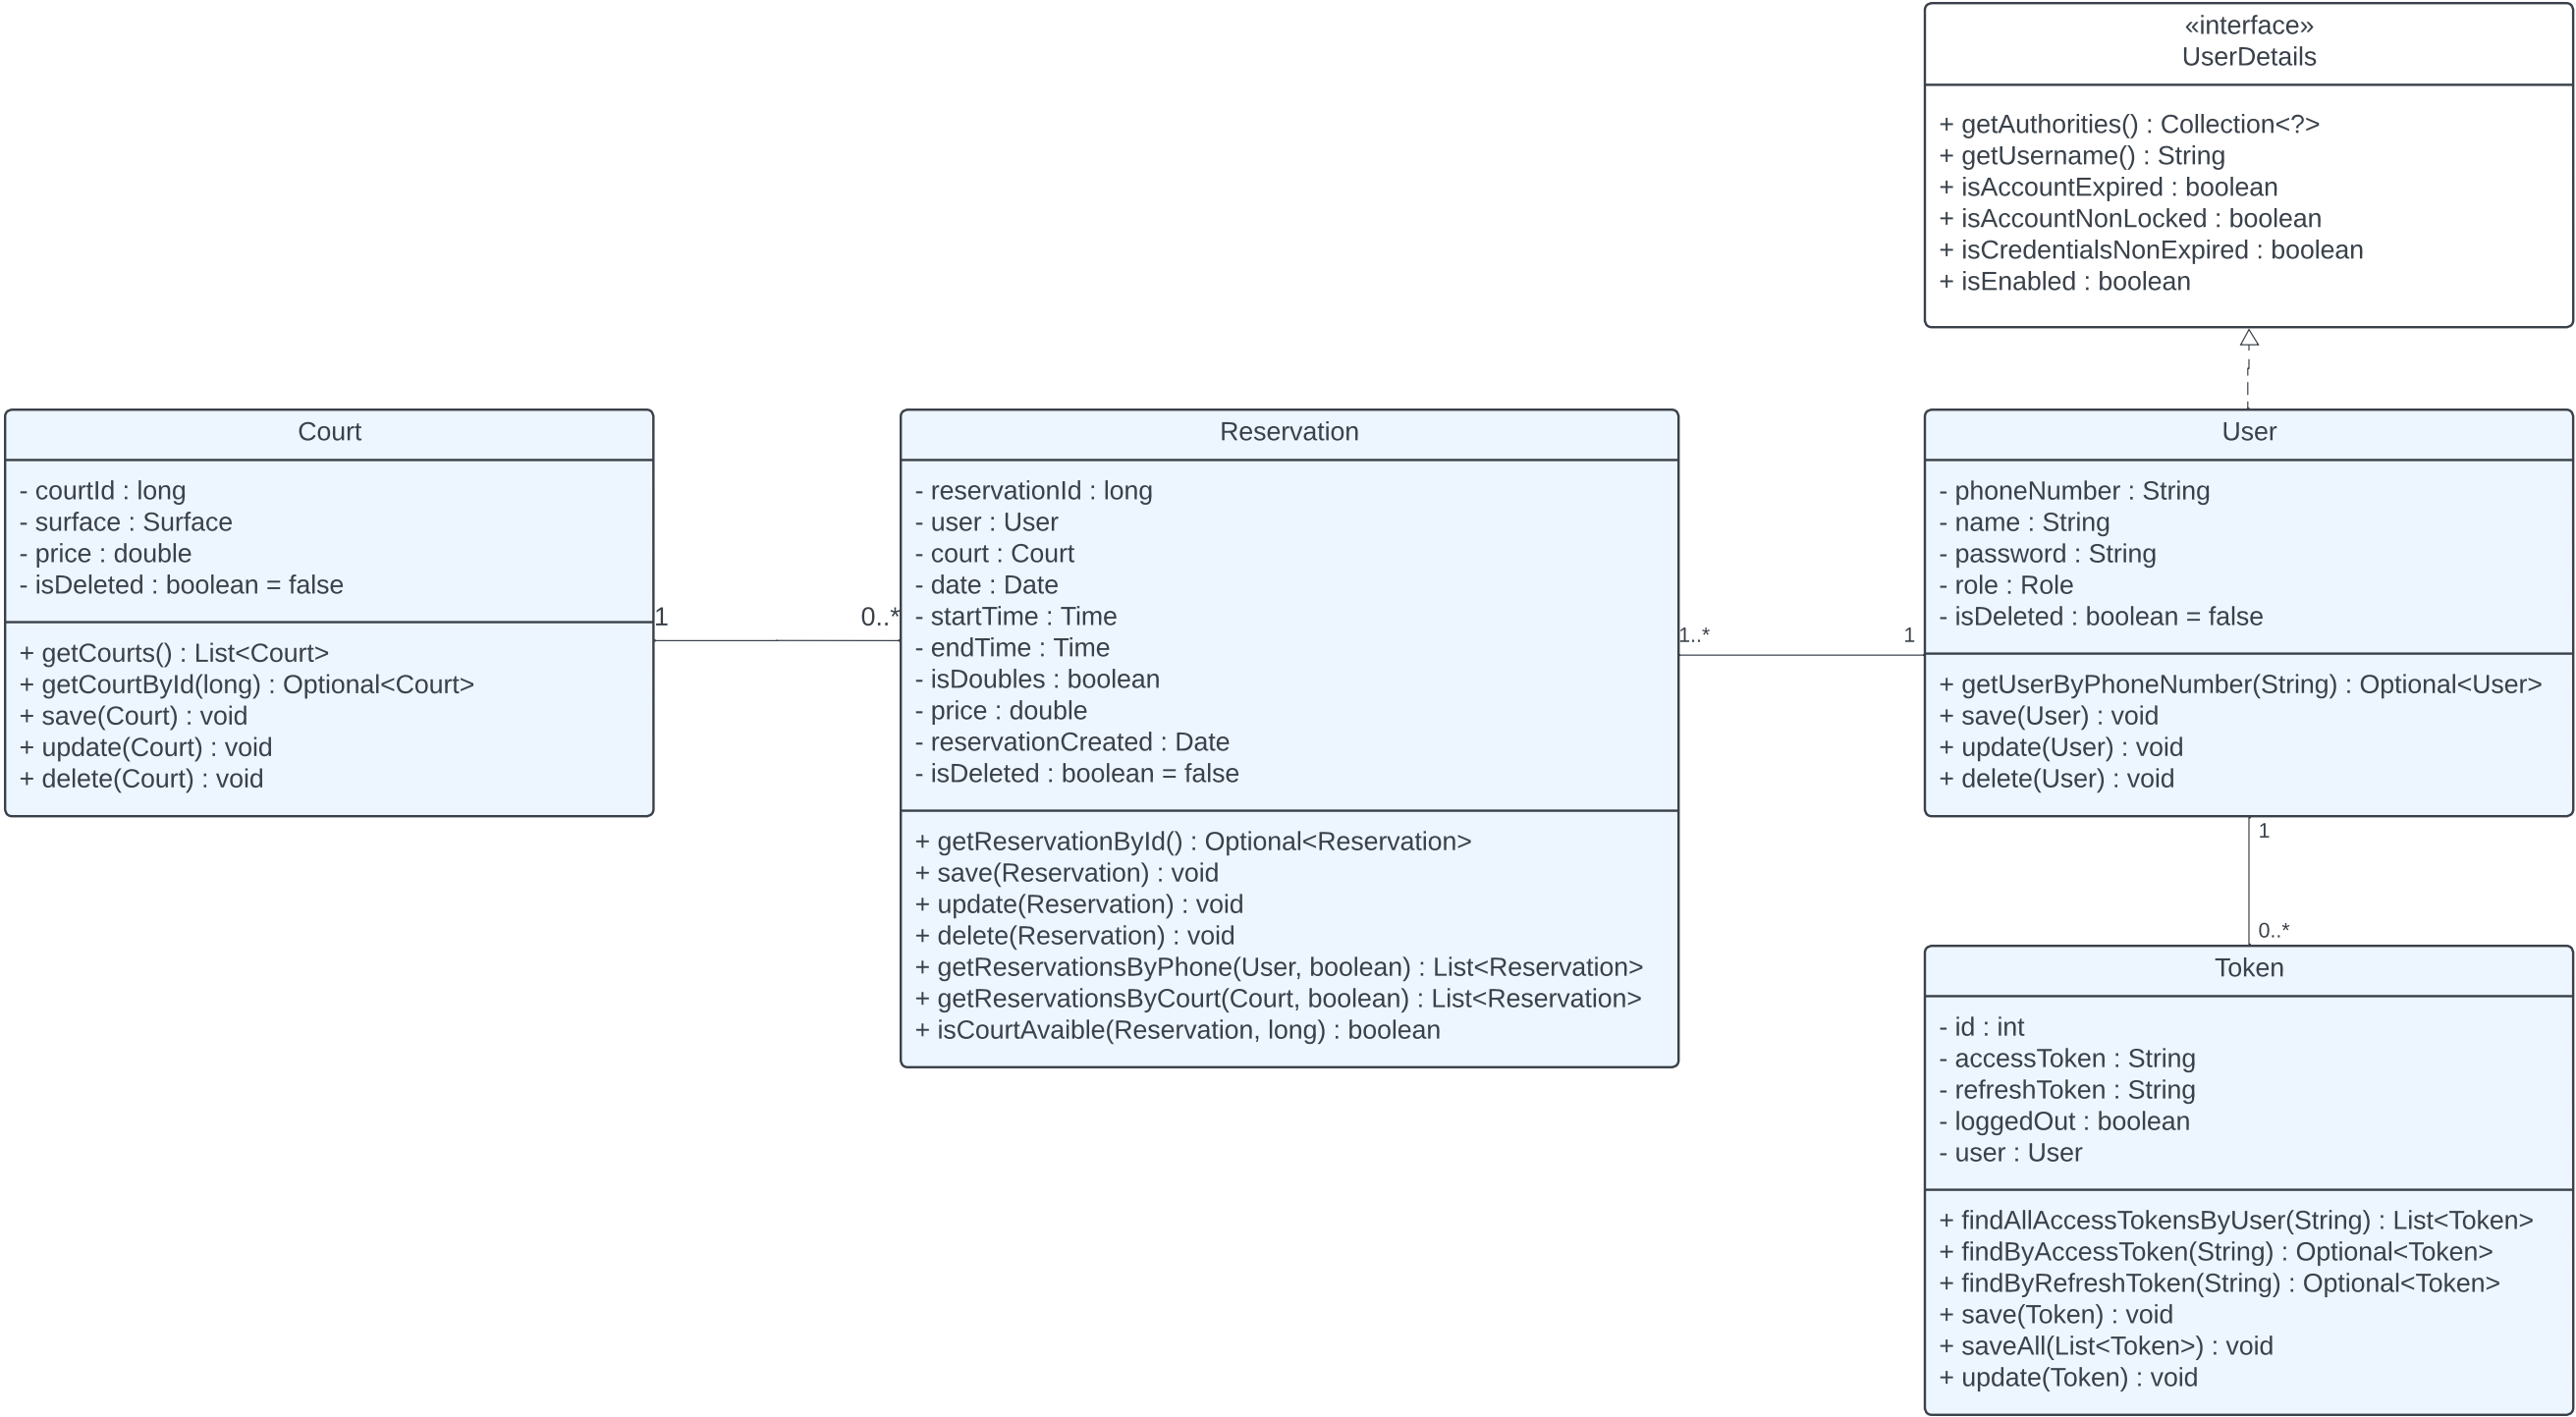 «interface»
UserDetails
+ getAuthorities() : Collection<?>
+ getUsername() : String
+ isAccountExpired : boolean
+ isAccountNonLocked : boolean
+ isCredentialsNonExpired : boolean
+ isEnabled : boolean
Court
- courtId : long
- surface : Surface
- price : double
- isDeleted : boolean = false
+ getCourts() : List<Court>
+ getCourtById(long) : Optional<Court>
+ save(Court) : void
+ update(Court) : void
+ delete(Court) : void
1
0..*
Reservation
- reservationId : long
- user : User
- court : Court
- date : Date
- startTime : Time
- endTime : Time
- isDoubles : boolean
- price : double
- reservationCreated : Date
- isDeleted : boolean = false
+ getReservationById() : Optional<Reservation>
+ save(Reservation) : void
+ update(Reservation) : void
+ delete(Reservation) : void
+ getReservationsByPhone(User, boolean) : List<Reservation>
+ getReservationsByCourt(Court, boolean) : List<Reservation>
+ isCourtAvaible(Reservation, long) : boolean
1..*
1
User
- phoneNumber : String
- name : String
- password : String
- role : Role
- isDeleted : boolean = false
+ getUserByPhoneNumber(String) : Optional<User>
+ save(User) : void
+ update(User) : void
+ delete(User) : void
1
0..*
Token
- id : int
- accessToken : String
- refreshToken : String
- loggedOut : boolean
- user : User
+ findAllAccessTokensByUser(String) : List<Token>
+ findByAccessToken(String) : Optional<Token>
+ findByRefreshToken(String) : Optional<Token>
+ save(Token) : void
+ saveAll(List<Token>) : void
+ update(Token) : void